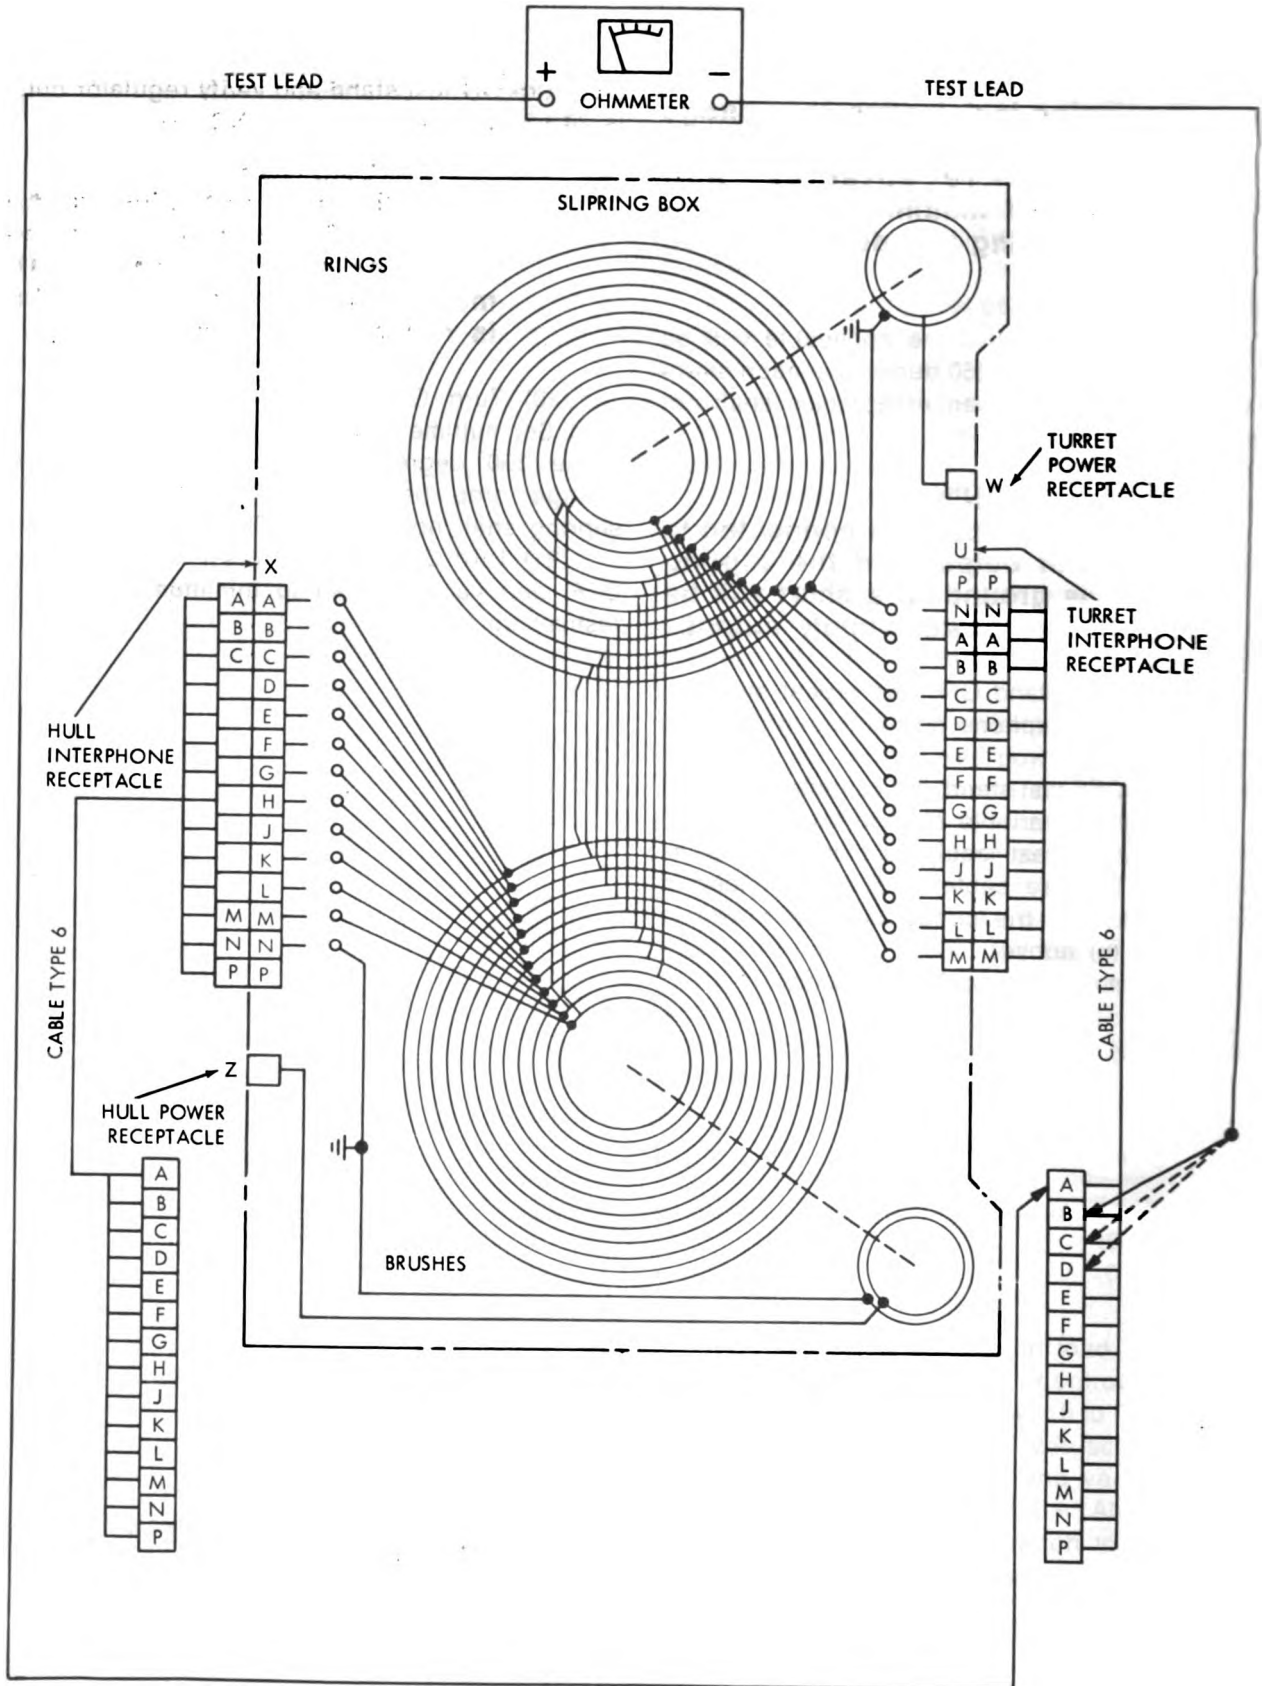 TEST LEAD
+
−
OHMMETER
TEST LEAD
SLIPRING BOX
RINGS
TURRET
POWER
RECEPTACLE
W
U
TURRET
INTERPHONE
RECEPTACLE
X
HULL
INTERPHONE
RECEPTACLE
A A
B B
C C
D
E
F
G
H
J
K
L
M M
N N
P P
P P
N N
A A
B B
C C
D D
E E
F F
G G
H H
J J
K K
L L
M M
CABLE TYPE 6
CABLE TYPE 6
Z
HULL POWER
RECEPTACLE
BRUSHES
A
B
C
D
E
F
G
H
J
K
L
M
N
P
A
B
C
D
E
F
G
H
J
K
L
M
N
P